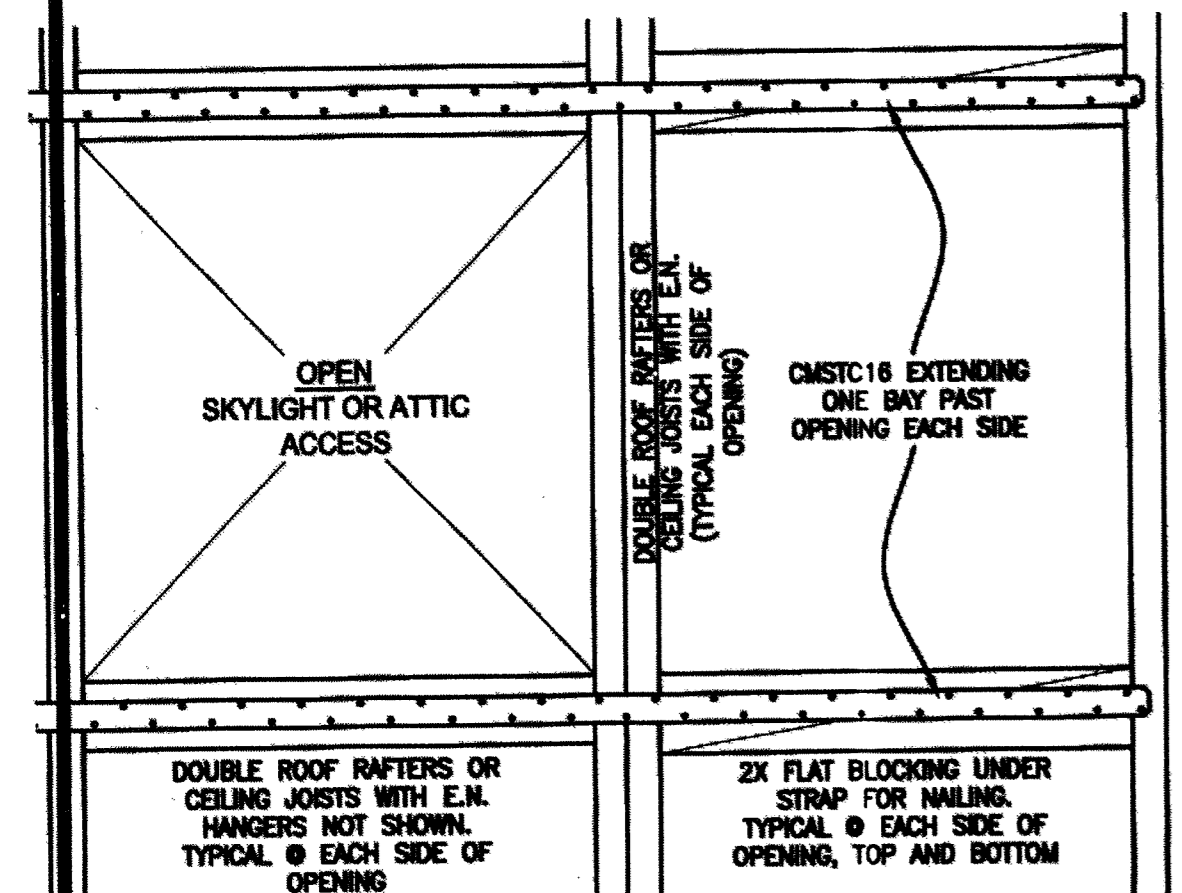 OPEN
SKYLIGHT OR ATTIC
ACCESS
DOUBLE ROOF RAFTERS OR
CEILING JOISTS WITH E.N.
(TYPICAL EACH SIDE OF
OPENING)
CMSTC16 EXTENDING
ONE BAY PAST
OPENING EACH SIDE
DOUBLE ROOF RAFTERS OR
CEILING JOISTS WITH E.N.
HANGERS NOT SHOWN.
TYPICAL @ EACH SIDE OF
OPENING
2X FLAT BLOCKING UNDER
STRAP FOR NAILING.
TYPICAL @ EACH SIDE OF
OPENING, TOP AND BOTTOM